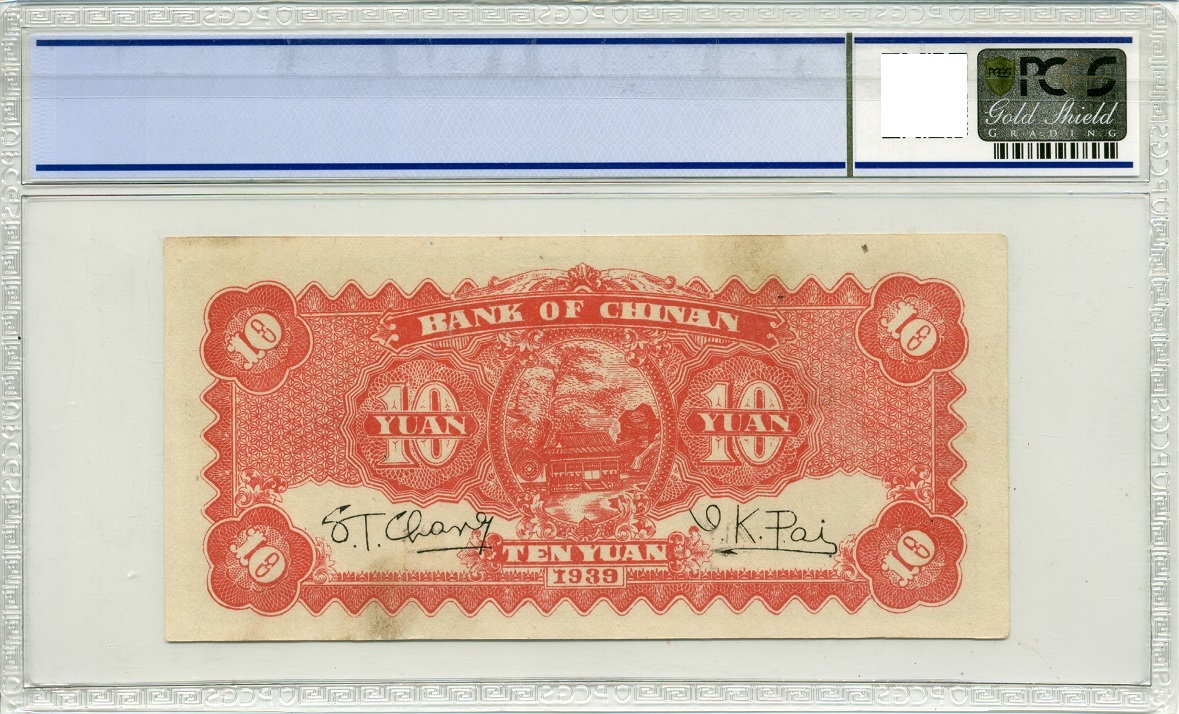 PCGS
Gold Shield
GRADING
BANK OF CHINAN
10
10
10
YUAN
10
YUAN
S.T. Chang
K. Pai
10
TEN YUAN
10
1939